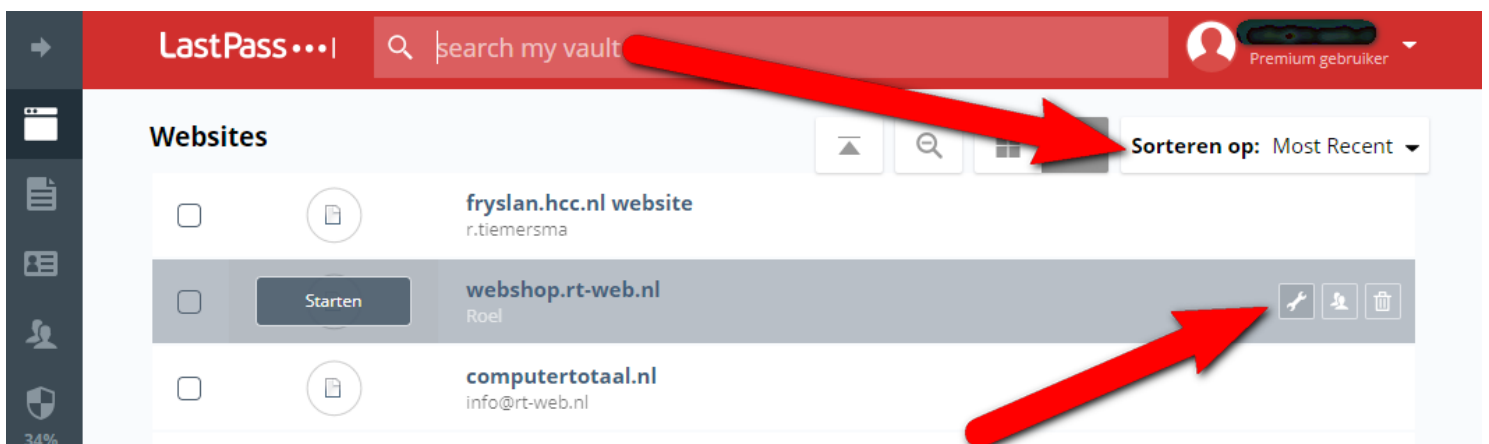 LastPass••••|
search my vault
Premium gebruiker
Websites
Sorteren op: Most Recent
fryslan.hcc.nl website
r.tiemersma
Starten
webshop.rt-web.nl
Roel
computertotaal.nl
info@rt-web.nl
34%